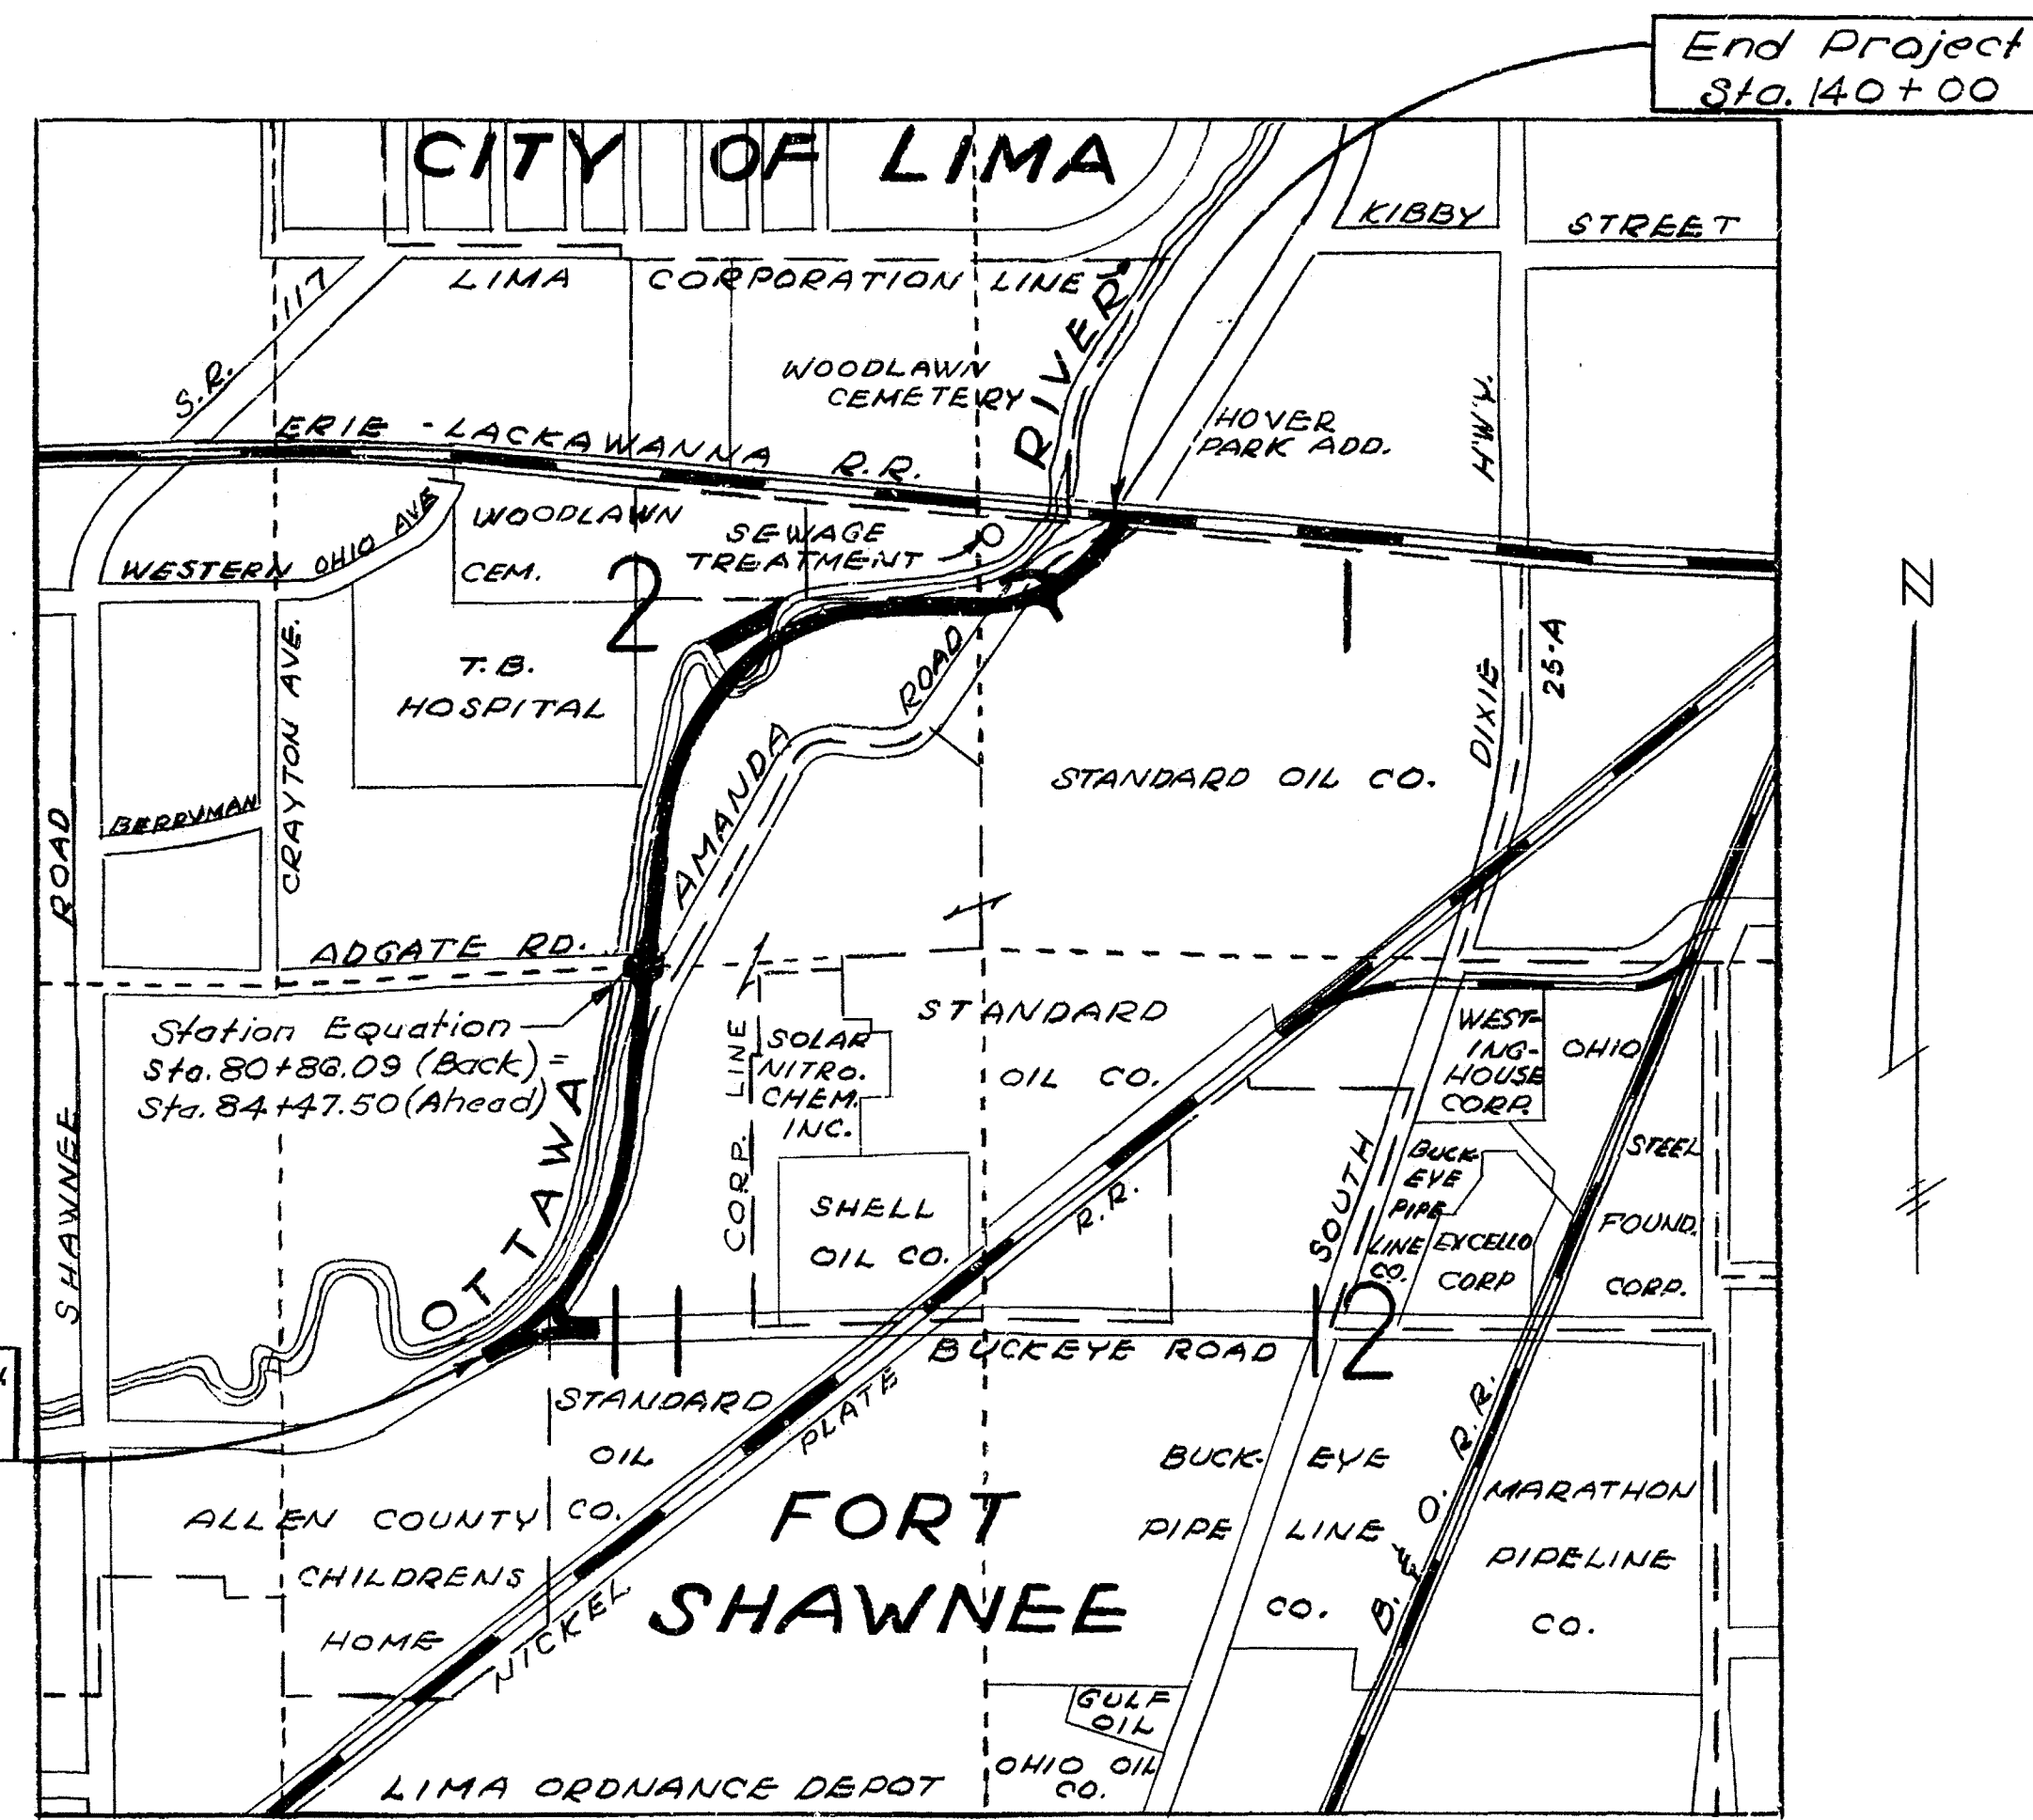 End Project
Sta. 140+00
CITY OF LIMA
KIBBY STREET
LIMA CORPORATION LINE
S.R. 117
WOODLAWN
CEMETERY
RIVER
HOVER
PARK ADD.
H.W.Y.
ERIE-LACKAWANNA R.R.
WOODLAWN
CEM.
SEWAGE
TREATMENT
WESTERN OHIO AVE
2
1
N
T.B.
HOSPITAL
CRAYTON AVE.
ROAD
AMANDA
DIXIE
25-A
STANDARD OIL CO.
BERRYMAN
SHAWNEE ROAD
ADGATE RD.
Station Equation
Sta. 80+86.09 (Back) =
Sta. 84+47.50 (Ahead)
CORP. LINE
SOLAR
NITRO.
CHEM.
INC.
STANDARD
OIL CO.
WEST-
ING-
HOUSE
CORP.
OHIO
STEEL
FOUND.
CORP.
BUCK-
EYE
PIPE
LINE
CO.
EXCELLO
CORP
SOUTH
OTTAWA
SHELL
OIL CO.
R.R.
11
12
BUCKEYE ROAD
STANDARD
OIL
CO.
NICKEL PLATE
ALLEN COUNTY
CHILDRENS
HOME
FORT
SHAWNEE
BUCK- EYE
PIPE LINE
CO.
B. & O. R.R.
MARATHON
PIPELINE
CO.
GULF
OIL
OHIO OIL
CO.
LIMA ORDNANCE DEPOT